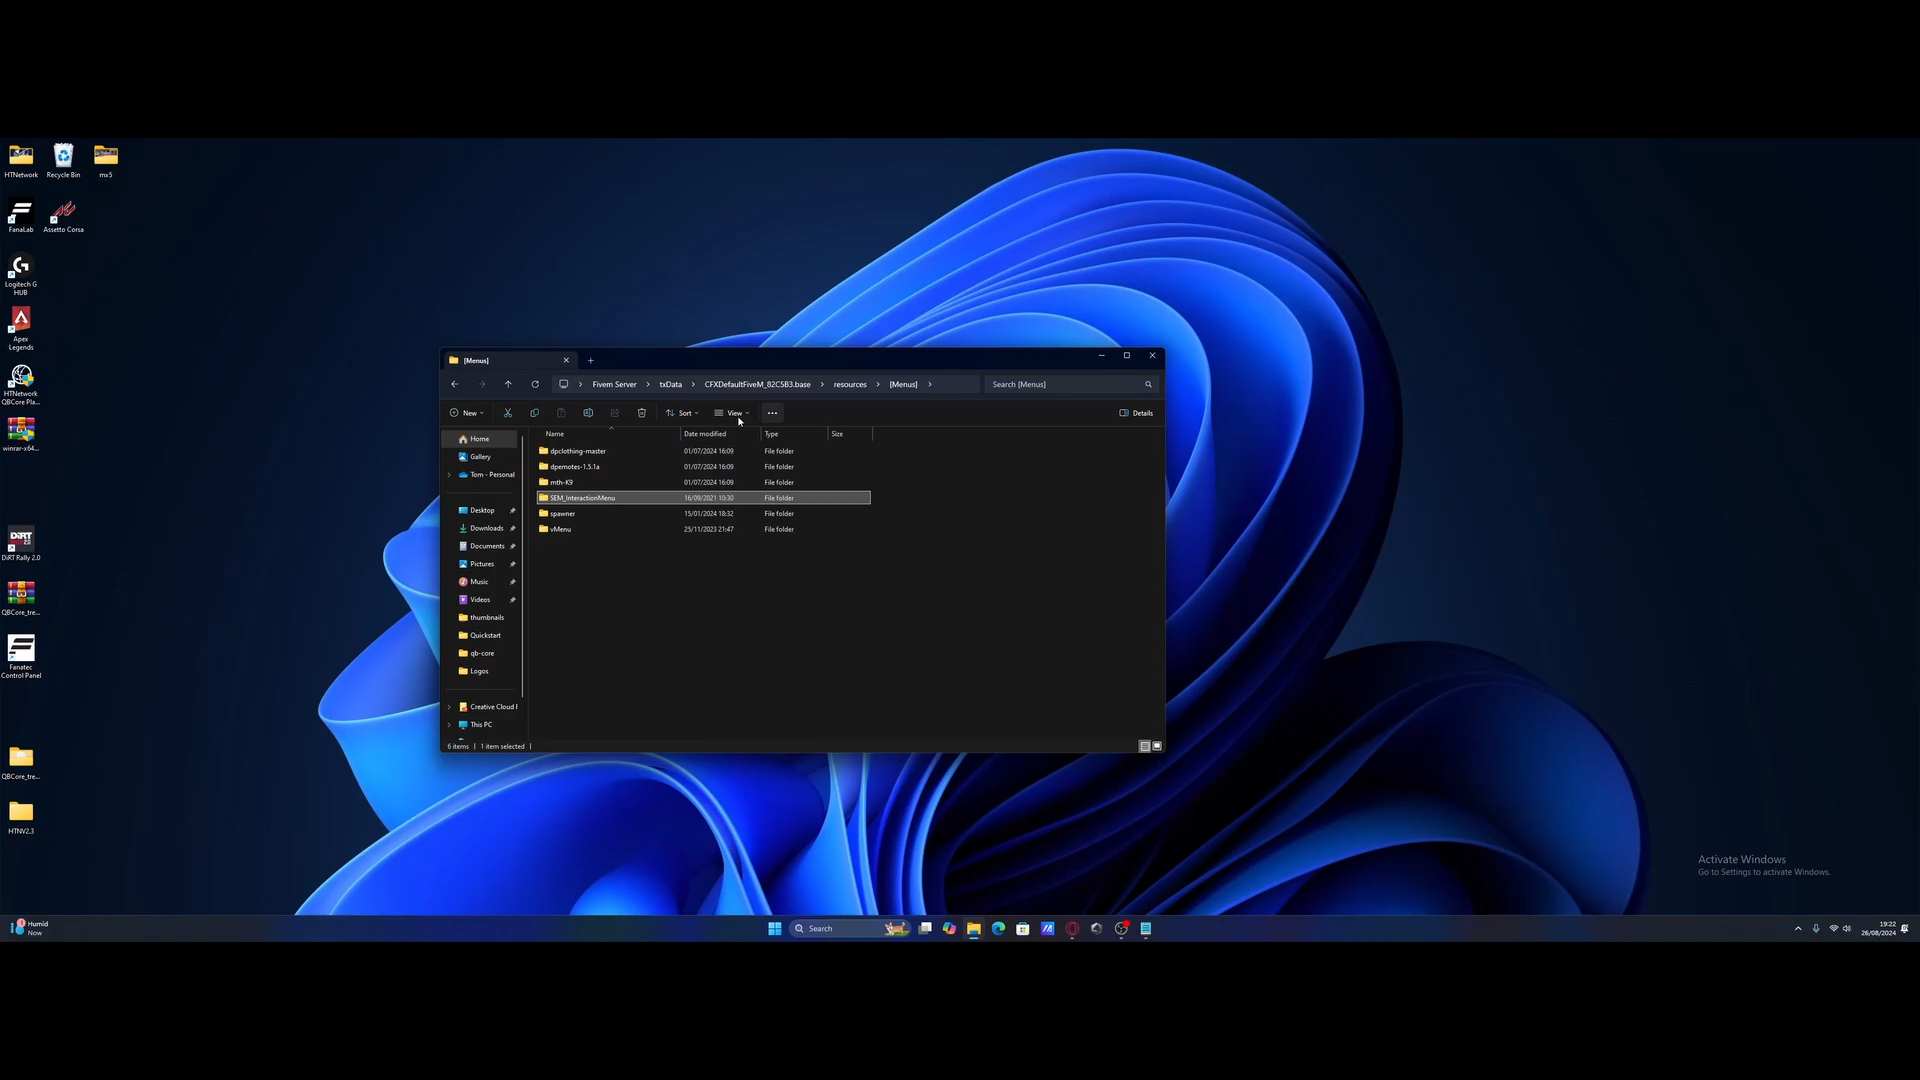 HTNetwork
Recycle Bin
mx5
FanaLab
Assetto Corsa
Logitech G
HUB
Apex
Legends
HTNetwork
QBCore Pla...
winrar-x64...
DiRT Rally 2.0
QBCore_tre...
Fanatec
Control Panel
QBCore_tre...
HTNV2.3
[Menus]
Fivem Server > txData > CFXDefaultFiveM_82C5B3.base > resources > [Menus] >
Search [Menus]
New
Sort
View
Details
Name
Date modified
Type
Size
Home
Gallery
Tom - Personal
Desktop
Downloads
Documents
Pictures
Music
Videos
thumbnails
Quickstart
qb-core
Logos
Creative Cloud F
This PC
dpclothing-master 01/07/2024 16:09 File folder
dpemotes-1.5.1a 01/07/2024 16:09 File folder
mth-K9 01/07/2024 16:09 File folder
SEM_InteractionMenu 16/09/2021 10:30 File folder
spawner 15/01/2024 18:32 File folder
vMenu 25/11/2023 21:47 File folder
6 items | 1 item selected |
Activate Windows
Go to Settings to activate Windows.
1
Humid
Now
Search
19:22
26/08/2024